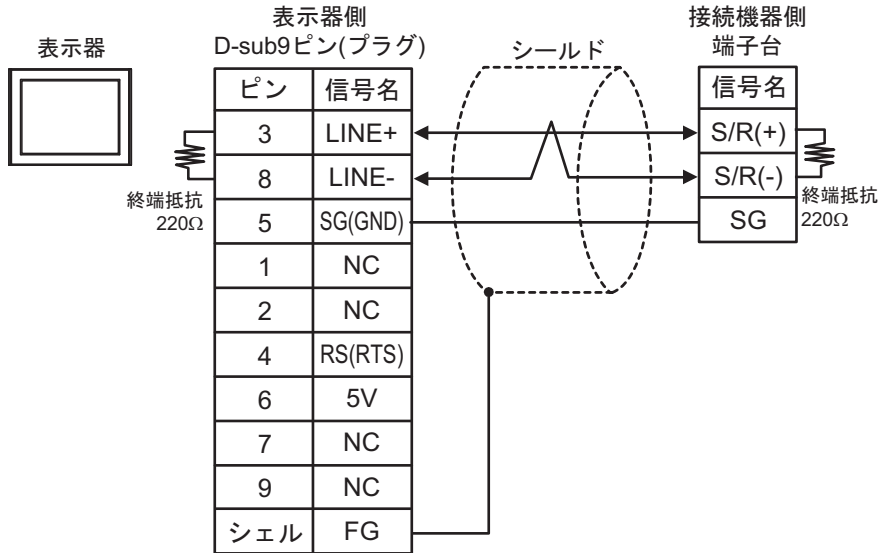 表示器
表示器側
D-sub9ピン(プラグ)
シールド
接続機器側
端子台
ピン 信号名
信号名
3 LINE+
S/R(+)
8 LINE-
S/R(-)
終端抵抗
220Ω
5 SG(GND)
SG
終端抵抗
220Ω
1 NC
2 NC
4 RS(RTS)
6 5V
7 NC
9 NC
シェル FG